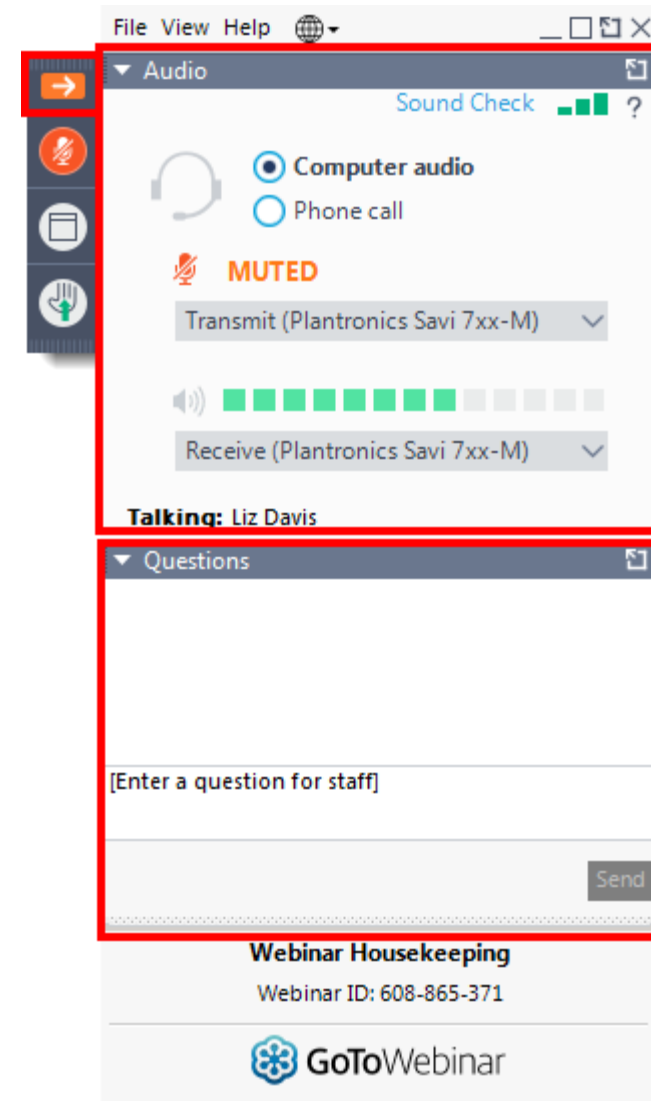 File View Help
Audio
Sound Check ?
Computer audio
Phone call
MUTED
Transmit (Plantronics Savi 7xx-M)
Receive (Plantronics Savi 7xx-M)
Talking: Liz Davis
Questions
[Enter a question for staff]
Send
Webinar Housekeeping
Webinar ID: 608-865-371
GoToWebinar